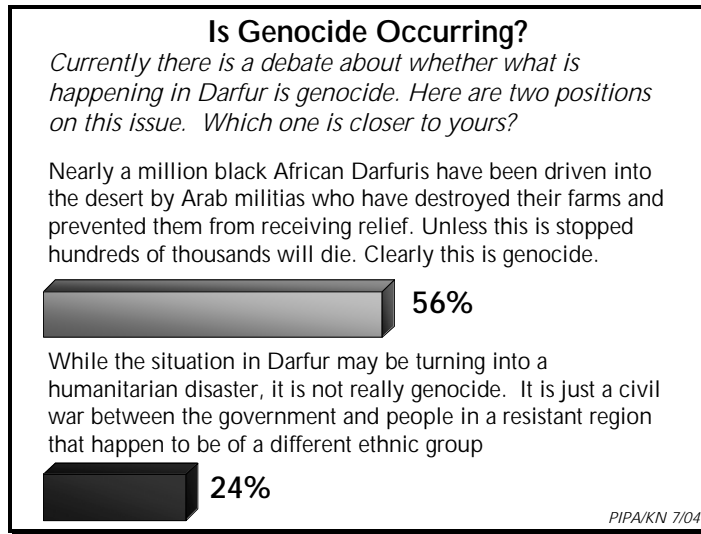 Is Genocide Occurring?
Currently there is a debate about whether what is
happening in Darfur is genocide. Here are two positions
on this issue.  Which one is closer to yours?
Nearly a million black African Darfuris have been driven into
the desert by Arab militias who have destroyed their farms and
prevented them from receiving relief. Unless this is stopped
hundreds of thousands will die. Clearly this is genocide.
56%
While the situation in Darfur may be turning into a
humanitarian disaster, it is not really genocide.  It is just a civil
war between the government and people in a resistant region
that happen to be of a different ethnic group
24%
PIPA/KN 7/04